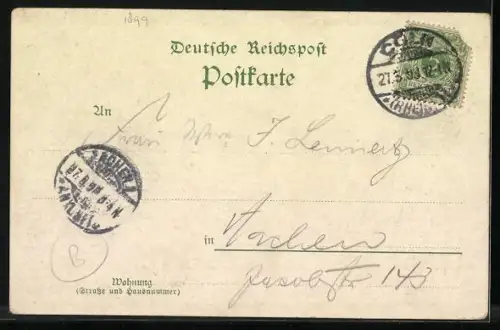 1899
Deutsche Reichspost
Postkarte
An
CÖLN
27.3.99
*(RHEIN)
Frau Wwe J. Lennertz
in Aachen
Jacobstr 143
B
Wohnung
(Straße und Hausnummer)